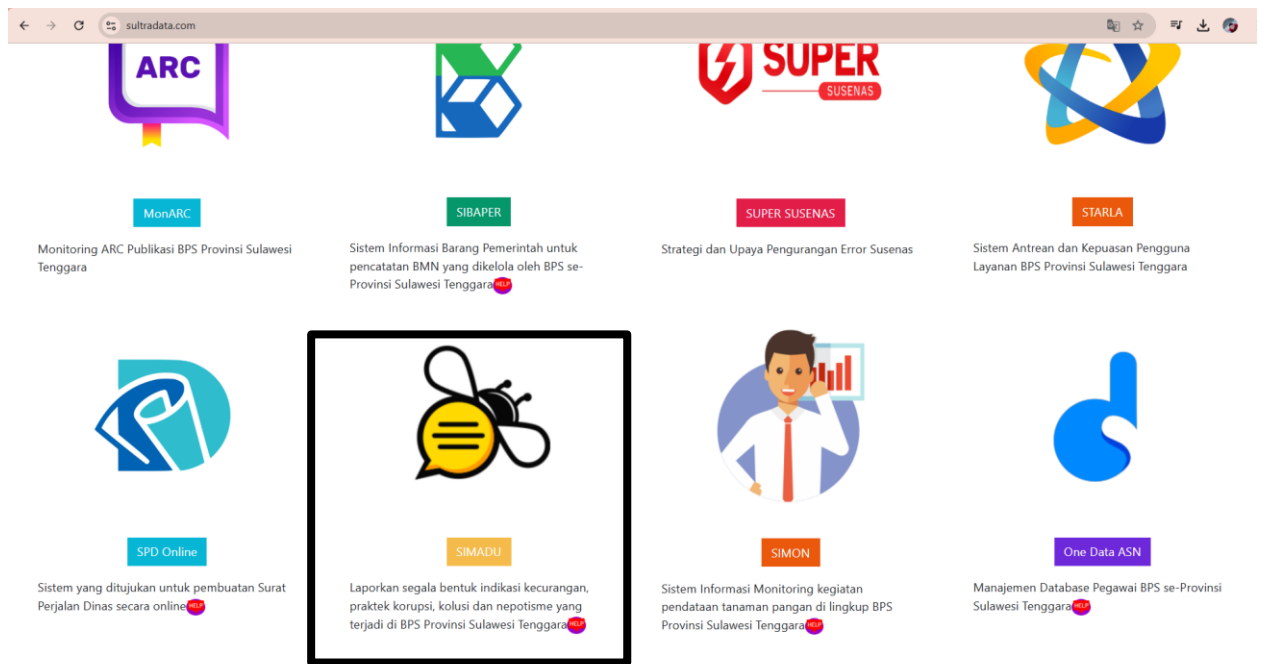 sultradata.com
ARC
SUPER
SUSENAS
MonARC
SIBAPER
SUPER SUSENAS
STARLA
Monitoring ARC Publikasi BPS Provinsi Sulawesi
Tenggara
Sistem Informasi Barang Pemerintah untuk
pencatatan BMN yang dikelola oleh BPS se-
Provinsi Sulawesi Tenggara HELP
Strategi dan Upaya Pengurangan Error Susenas
Sistem Antrean dan Kepuasan Pengguna
Layanan BPS Provinsi Sulawesi Tenggara
SPD Online
SIMADU
SIMON
One Data ASN
Sistem yang ditujukan untuk pembuatan Surat
Perjalan Dinas secara online HELP
Laporkan segala bentuk indikasi kecurangan,
praktek korupsi, kolusi dan nepotisme yang
terjadi di BPS Provinsi Sulawesi Tenggara HELP
Sistem Informasi Monitoring kegiatan
pendataan tanaman pangan di lingkup BPS
Provinsi Sulawesi Tenggara HELP
Manajemen Database Pegawai BPS se-Provinsi
Sulawesi Tenggara HELP